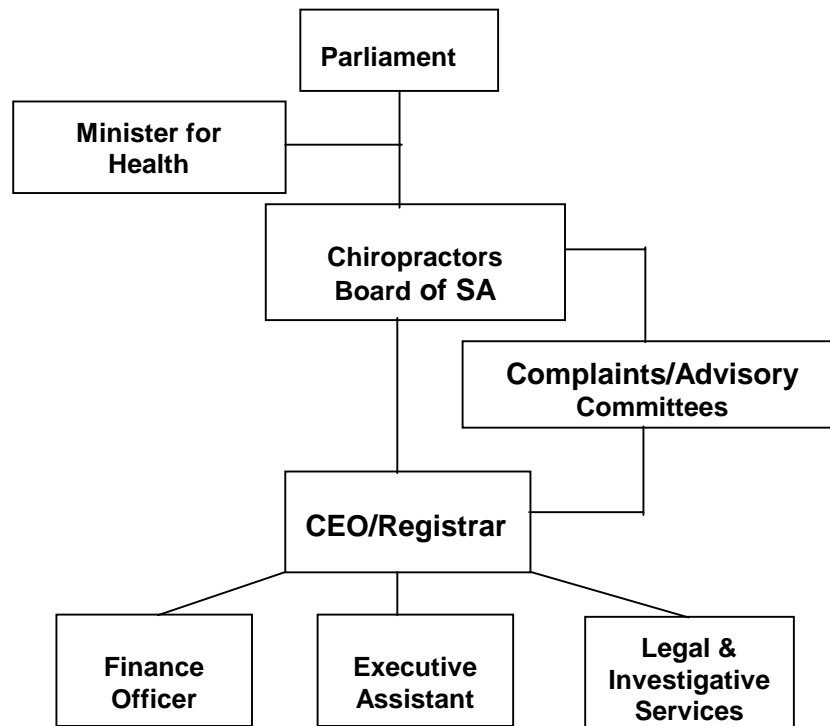 Parliament
Minister for
Health
Chiropractors
Board of SA
Complaints/Advisory
Committees
CEO/Registrar
Finance
Officer
Executive
Assistant
Legal &
Investigative
Services